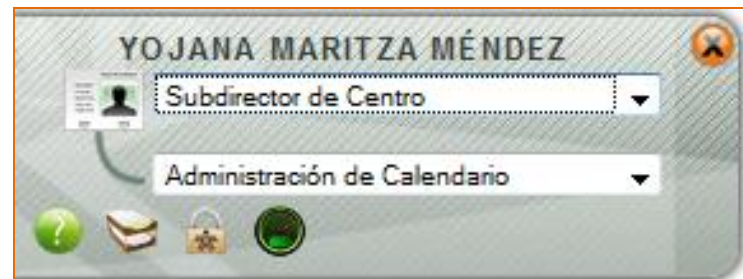 YOJANA MARITZA MÉNDEZ
Subdirector de Centro
Administración de Calendario
?